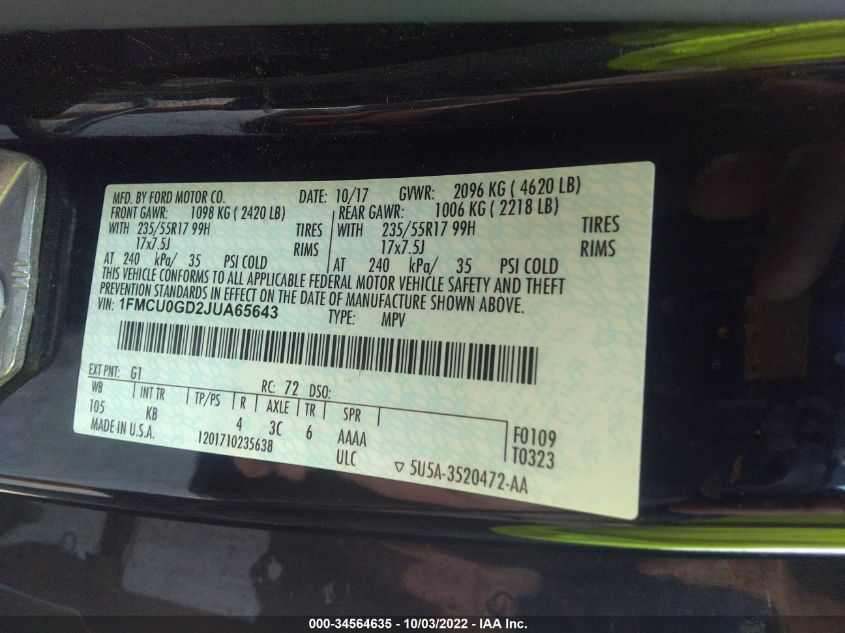 MFD. BY FORD MOTOR CO. DATE: 10/17 GVWR: 2096 KG ( 4620 LB)
FRONT GAWR: 1098 KG ( 2420 LB) REAR GAWR: 1006 KG ( 2218 LB)
WITH 235/55R17 99H TIRES WITH 235/55R17 99H TIRES
17x7.5J RIMS 17x7.5J RIMS
AT 240 kPa/ 35 PSI COLD AT 240 kPa/ 35 PSI COLD
THIS VEHICLE CONFORMS TO ALL APPLICABLE FEDERAL MOTOR VEHICLE SAFETY AND THEFT
PREVENTION STANDARDS IN EFFECT ON THE DATE OF MANUFACTURE SHOWN ABOVE.
VIN: 1FMCU0GD2JUA65643 TYPE: MPV
EXT PNT: G1 RC: 72 DSO:
WB INT TR TP/PS R AXLE TR SPR
105 KB 4 3C 6 AAAA F0109
MADE IN U.S.A. 1201710235638 ULC T0323
5U5A-3520472-AA
000-34564635 - 10/03/2022 - IAA Inc.